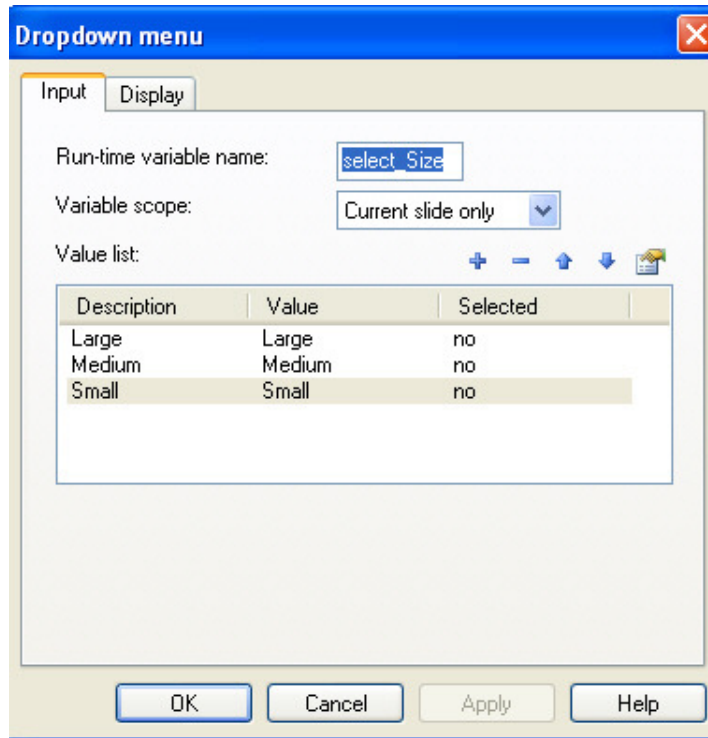 Dropdown menu
Input Display
Run-time variable name: select_Size
Variable scope: Current slide only
Value list:
Description Value Selected
Large Large no
Medium Medium no
Small Small no
OK Cancel Apply Help